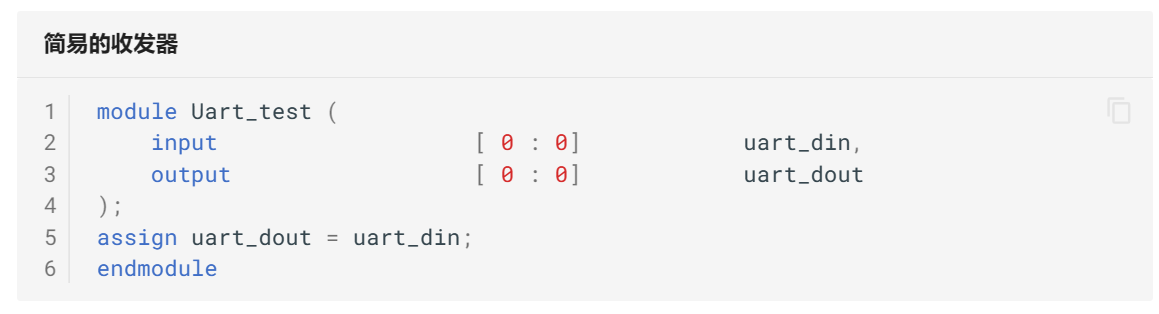 简易的收发器
1 module Uart_test (
2     input                   [ 0 : 0]            uart_din,
3     output                  [ 0 : 0]            uart_dout
4 );
5 assign uart_dout = uart_din;
6 endmodule